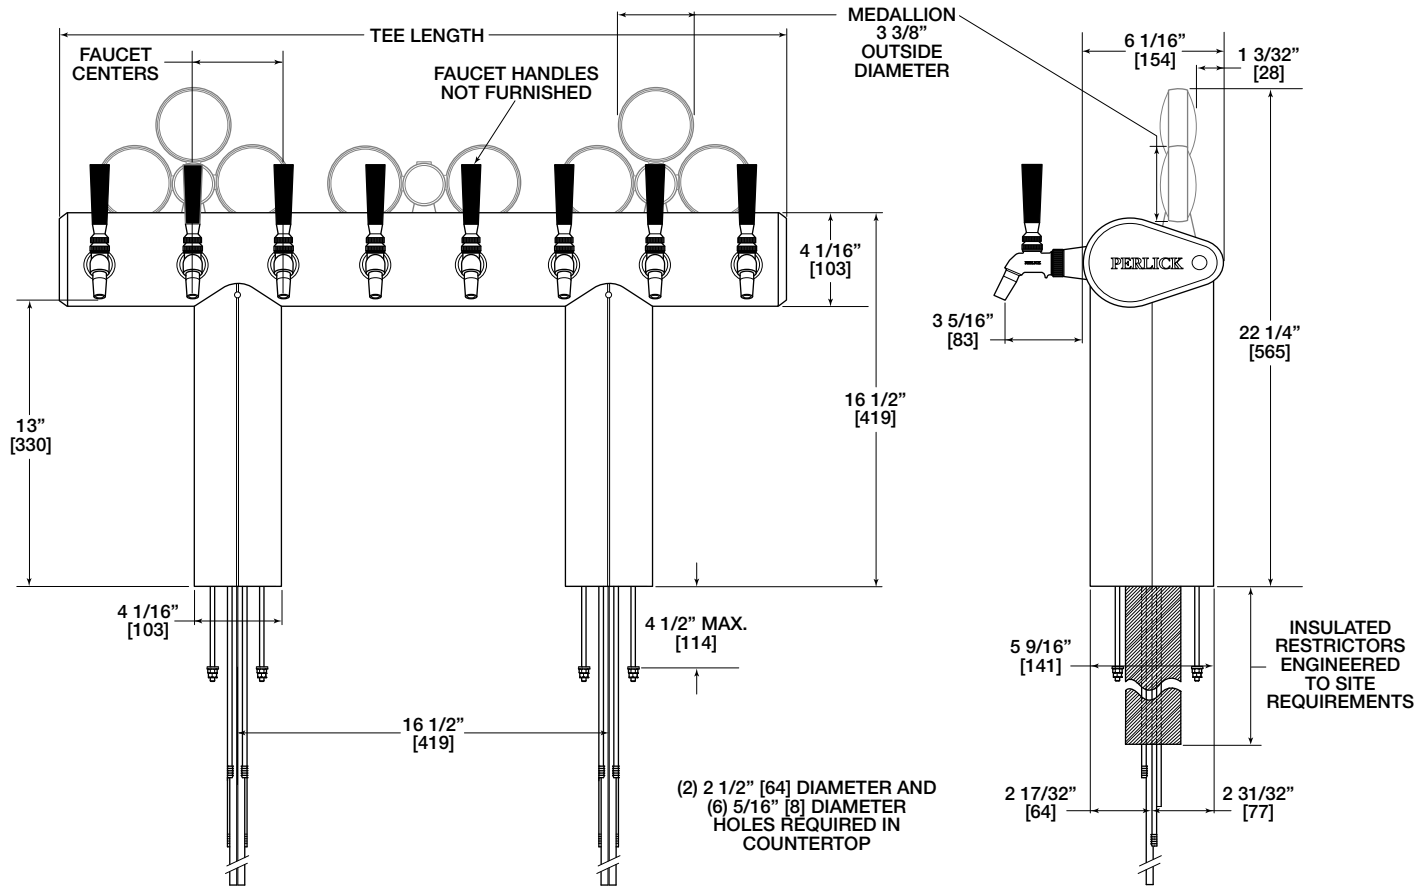 TEE LENGTH
FAUCET
CENTERS
FAUCET HANDLES
NOT FURNISHED
MEDALLION
3 3/8”
OUTSIDE
DIAMETER
6 1/16”
[154]
1 3/32”
[28]
4 1/16”
[103]
PERLICK
3 5/16”
[83]
22 1/4”
[565]
13”
[330]
16 1/2”
[419]
4 1/16”
[103]
4 1/2” MAX.
[114]
5 9/16”
[141]
INSULATED
RESTRICTORS
ENGINEERED
TO SITE
REQUIREMENTS
16 1/2”
[419]
(2) 2 1/2” [64] DIAMETER AND
(6) 5/16” [8] DIAMETER
HOLES REQUIRED IN
COUNTERTOP
2 17/32”
[64]
2 31/32”
[77]